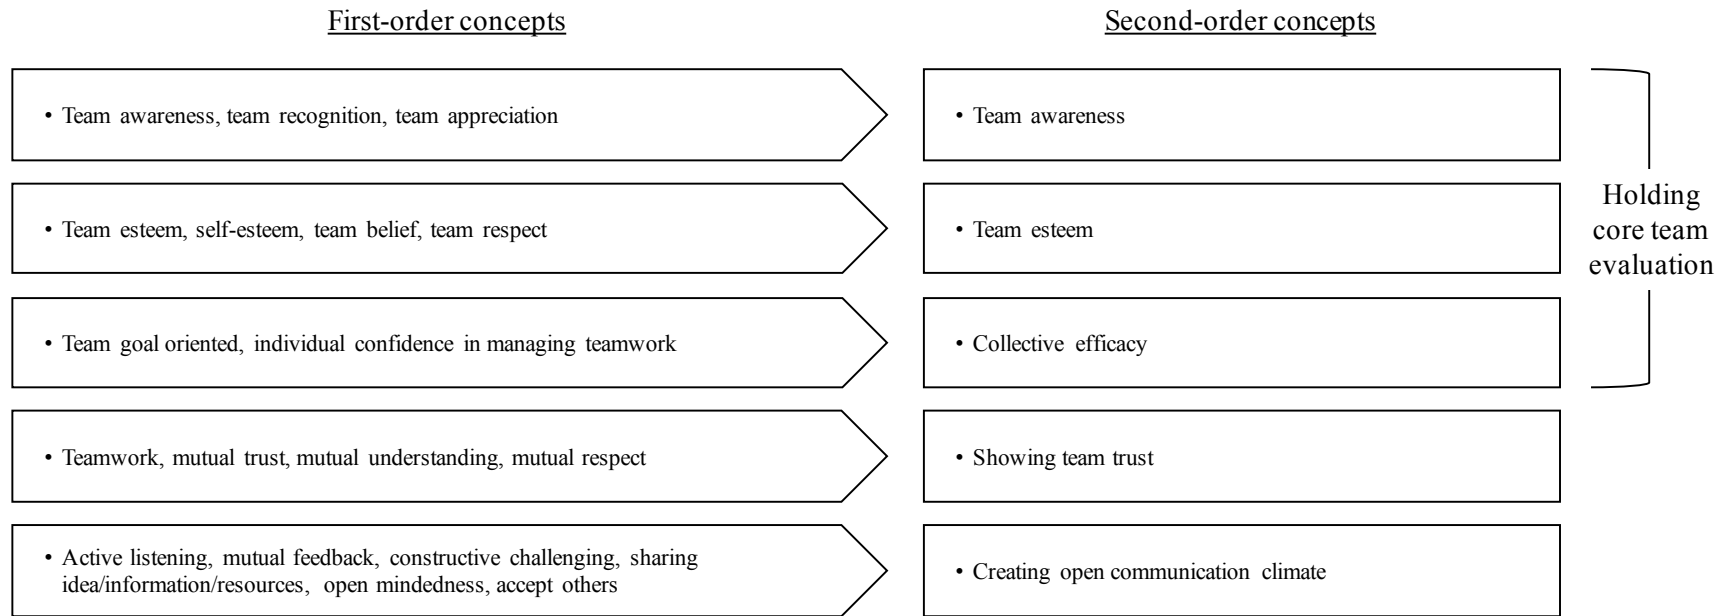 First-order concepts
Second-order concepts
• Team awareness, team recognition, team appreciation
• Team awareness
• Team esteem, self-esteem, team belief, team respect
• Team esteem
• Team goal oriented, individual confidence in managing teamwork
• Collective efficacy
Holding
core team
evaluation
• Teamwork, mutual trust, mutual understanding, mutual respect
• Showing team trust
• Active listening, mutual feedback, constructive challenging, sharing
idea/information/resources, open mindedness, accept others
• Creating open communication climate